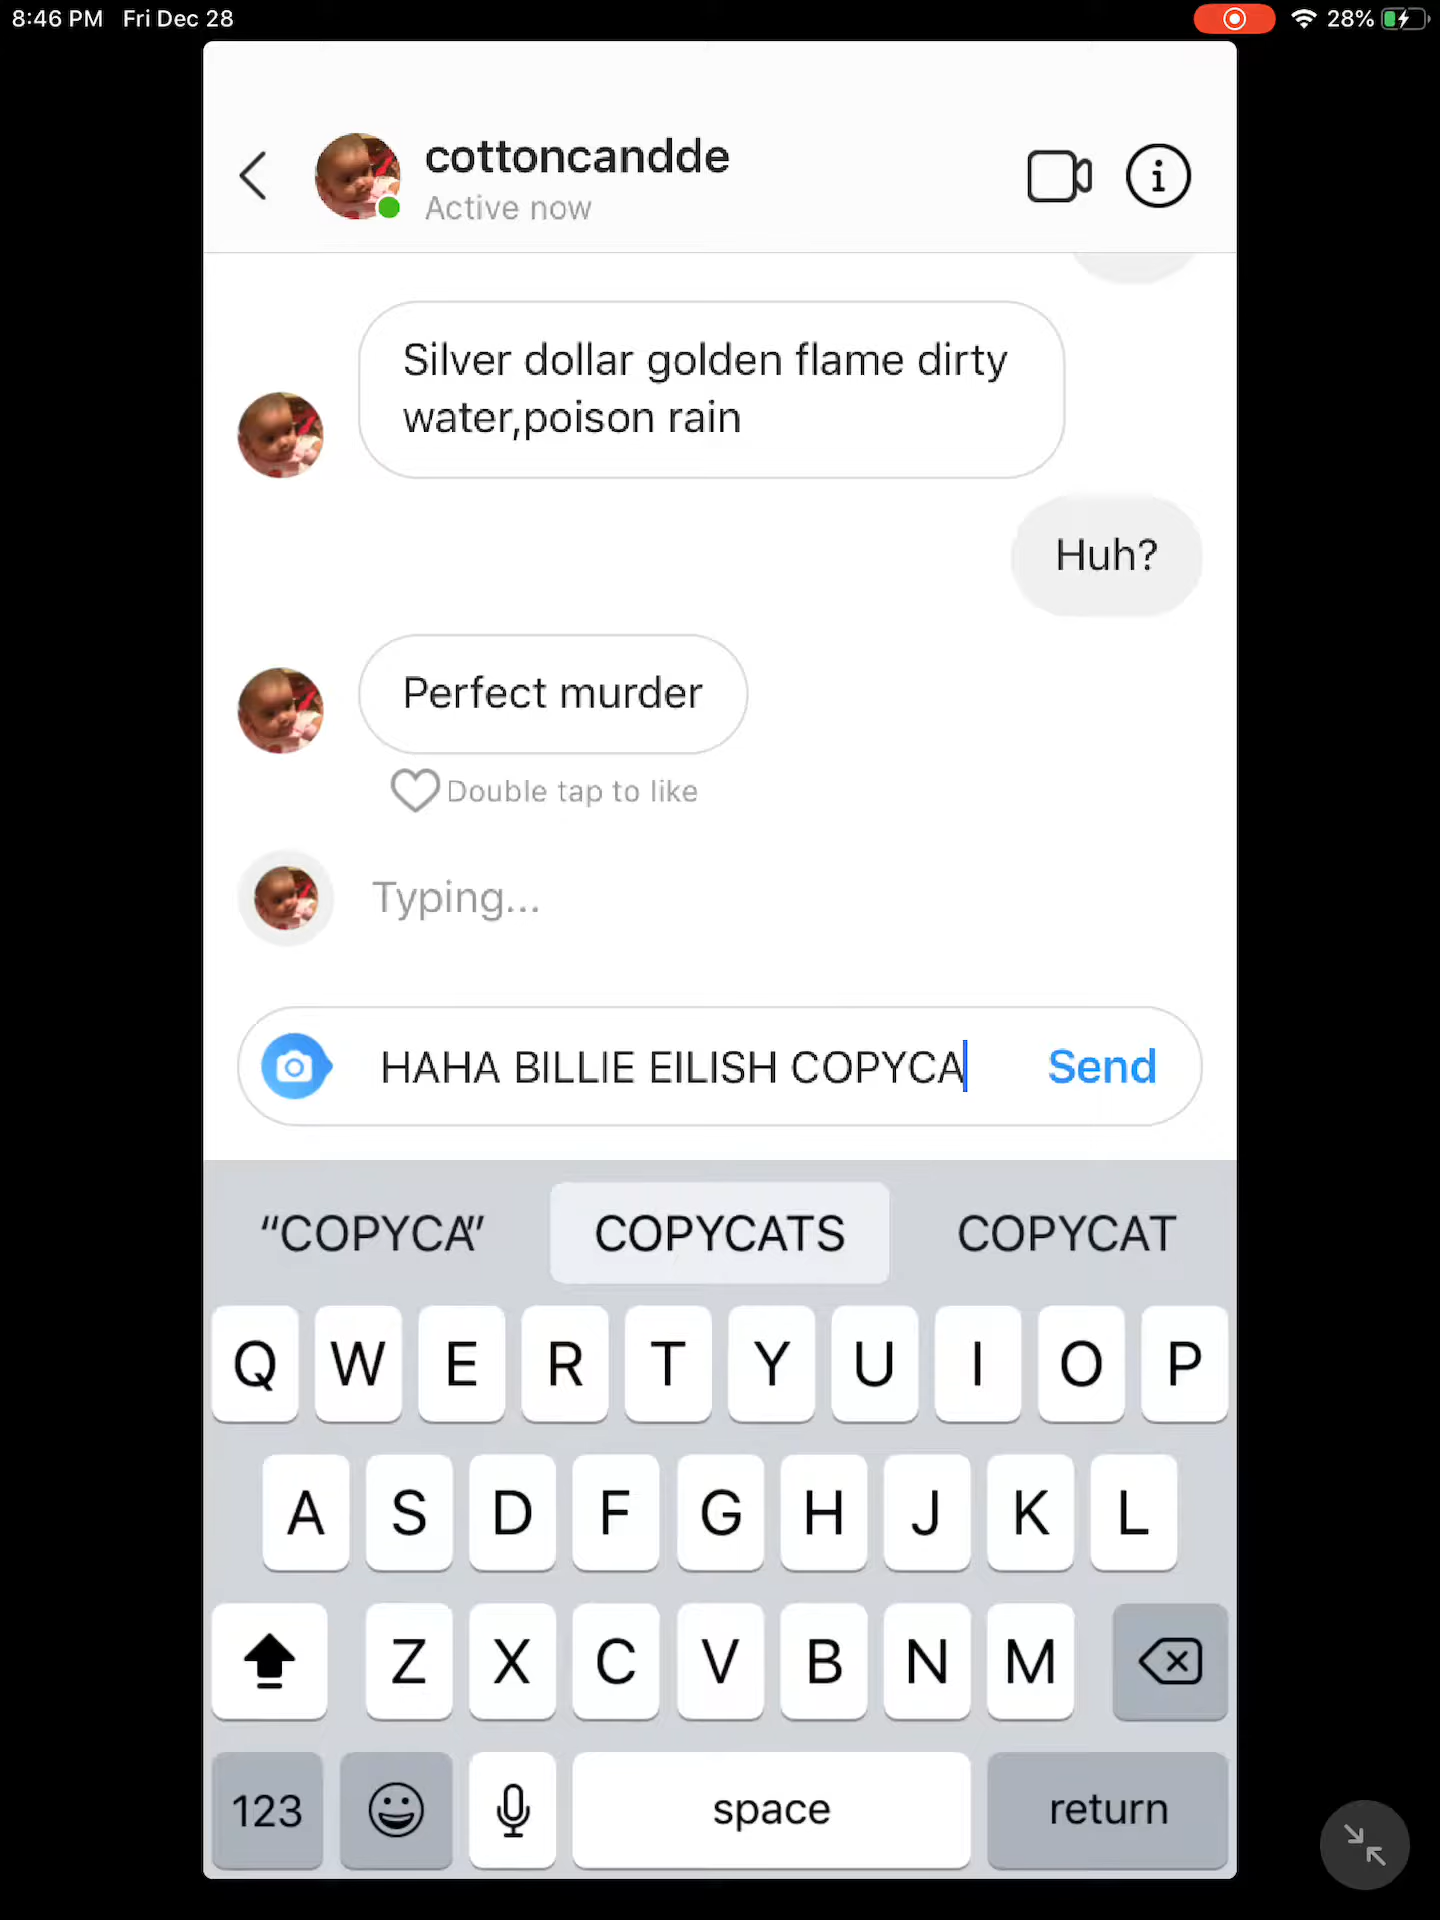 8:46 PM Fri Dec 28
28%
cottoncandde
Active now
Silver dollar golden flame dirty
water,poison rain
Huh?
Perfect murder
Double tap to like
Typing...
HAHA BILLIE EILISH COPYCA
Send
“COPYCA” COPYCATS COPYCAT
Q W E R T Y U I O P
A S D F G H J K L
Z X C V B N M
123 space return